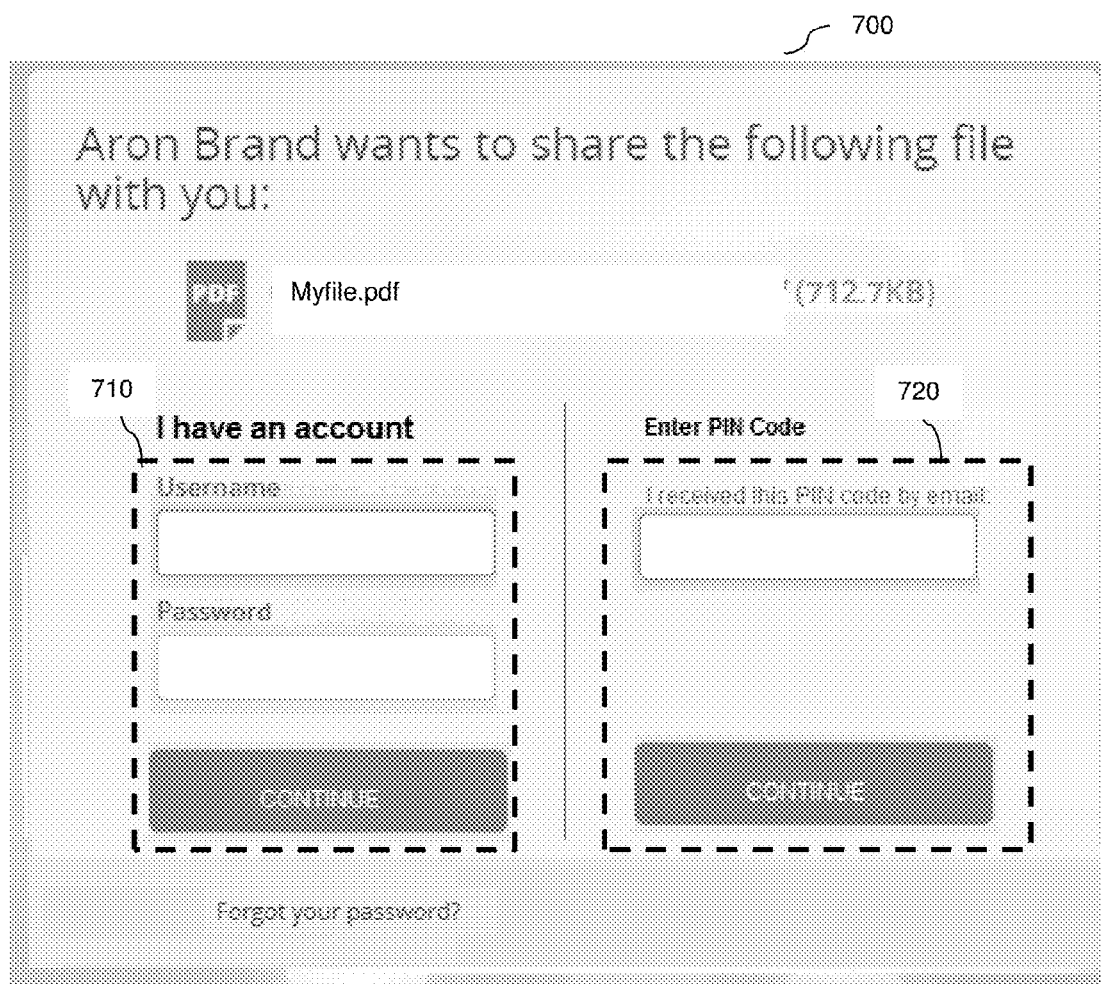 700
Aron Brand wants to share the following file
with you:
PDF
Myfile.pdf
(712.7KB)
710
720
I have an account
Enter PIN Code
Username
I received this PIN code by email.
Password
CONTINUE
CONTINUE
Forgot your password?